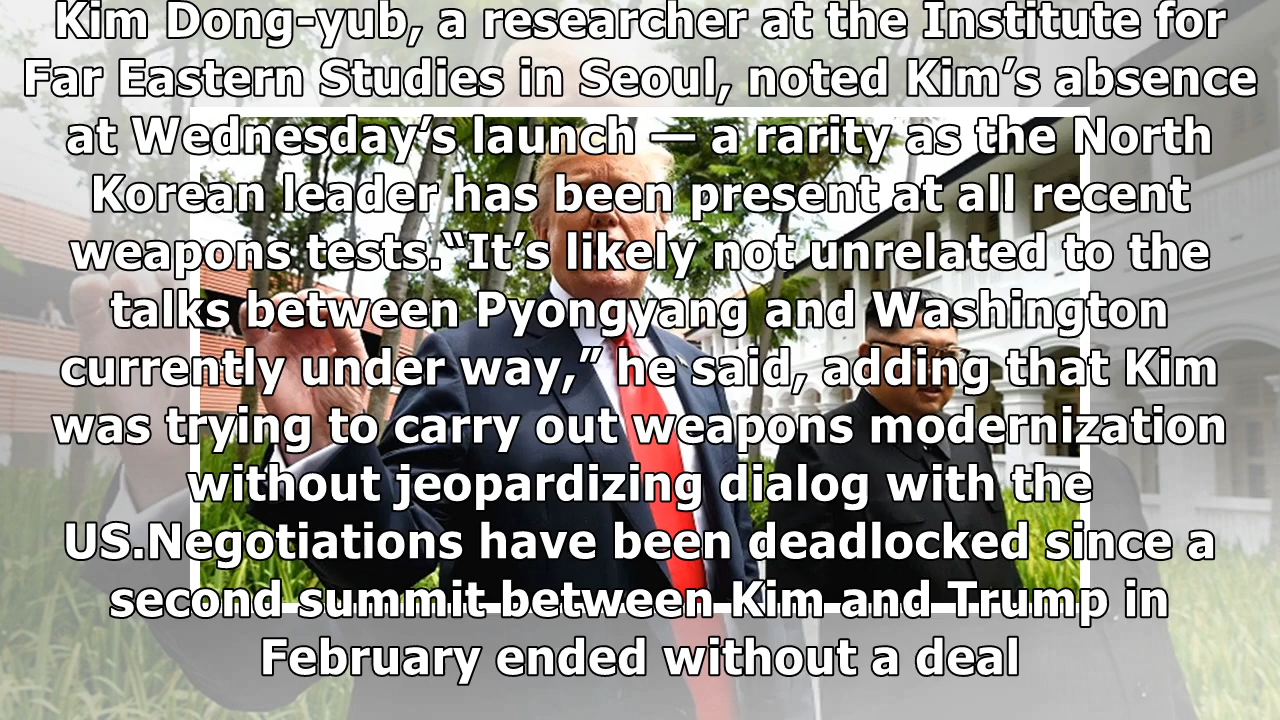 Kim Dong-yub, a researcher at the Institute for
Far Eastern Studies in Seoul, noted Kim’s absence
at Wednesday’s launch — a rarity as the North
Korean leader has been present at all recent
weapons tests.“It’s likely not unrelated to the
talks between Pyongyang and Washington
currently under way,” he said, adding that Kim
was trying to carry out weapons modernization
without jeopardizing dialog with the
US.Negotiations have been deadlocked since a
second summit between Kim and Trump in
February ended without a deal